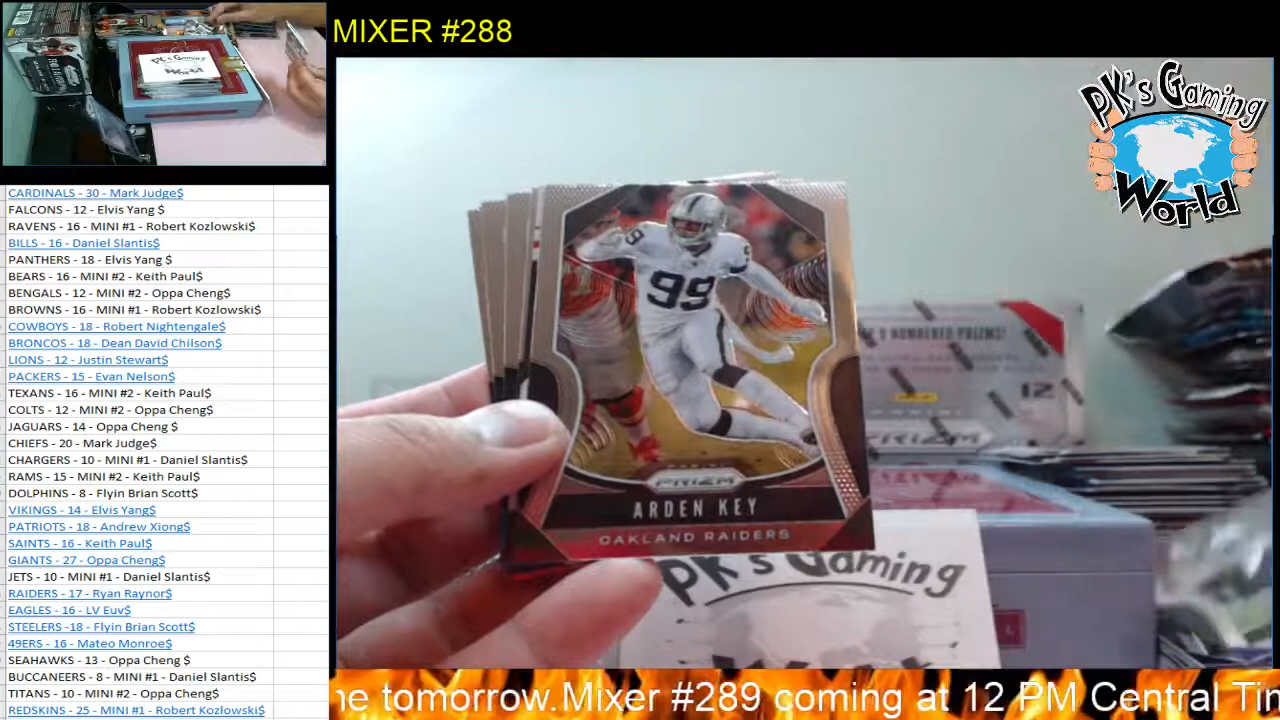 MIXER #288
PK's Gaming
World
CARDINALS - 30 - Mark Judge$
FALCONS - 12 - Elvis Yang $
RAVENS - 16 - MINI #1 - Robert Kozlowski$
BILLS - 16 - Daniel Slantis$
PANTHERS - 18 - Elvis Yang $
BEARS - 16 - MINI #2 - Keith Paul$
BENGALS - 12 - MINI #2 - Oppa Cheng$
BROWNS - 16 - MINI #1 - Robert Kozlowski$
COWBOYS - 18 - Robert Nightengale$
BRONCOS - 18 - Dean David Chilson$
LIONS - 12 - Justin Stewart$
PACKERS - 15 - Evan Nelson$
TEXANS - 16 - MINI #2 - Keith Paul$
COLTS - 12 - MINI #2 - Oppa Cheng$
JAGUARS - 14 - Oppa Cheng $
CHIEFS - 20 - Mark Judge$
CHARGERS - 10 - MINI #1 - Daniel Slantis$
RAMS - 15 - MINI #2 - Keith Paul$
DOLPHINS - 8 - Flyin Brian Scott$
VIKINGS - 14 - Elvis Yang$
PATRIOTS - 18 - Andrew Xiong$
SAINTS - 16 - Keith Paul$
GIANTS - 27 - Oppa Cheng$
JETS - 10 - MINI #1 - Daniel Slantis$
RAIDERS - 17 - Ryan Raynor$
EAGLES - 16 - LV Euv$
STEELERS -18 - Flyin Brian Scott$
49ERS - 16 - Mateo Monroe$
SEAHAWKS - 13 - Oppa Cheng $
BUCCANEERS - 8 - MINI #1 - Daniel Slantis$
TITANS - 10 - MINI #2 - Oppa Cheng$
REDSKINS - 25 - MINI #1 - Robert Kozlowski$
99
PRIZM
ARDEN KEY
OAKLAND RAIDERS
NUMBERED PRIZMS!
12
PRIZM
PK's Gaming
he tomorrow.Mixer #289 coming at 12 PM Central Tin